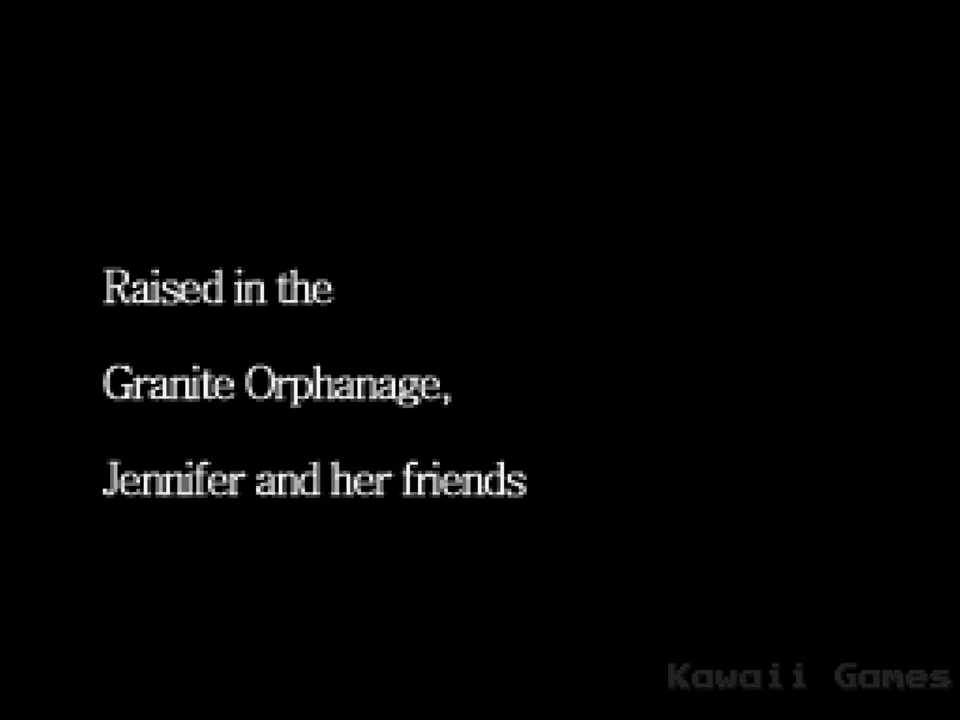 Raised in the
Granite Orphanage,
Jennifer and her friends
Kawaii Games